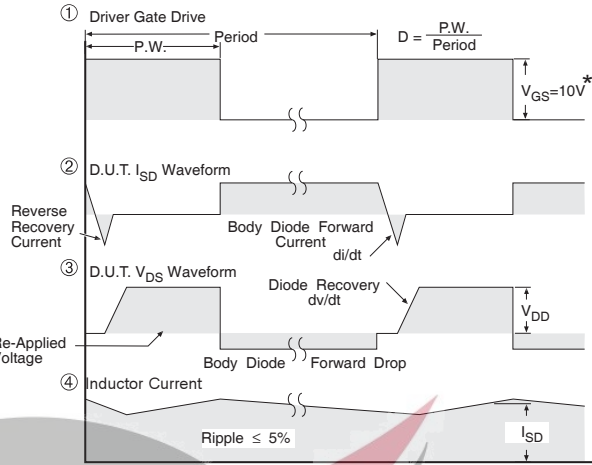 ① Driver Gate Drive
P.W.
Period
D = P.W.
Period
V_GS=10V *
② D.U.T. I_SD Waveform
Reverse
Recovery
Current
Body Diode Forward
Current
di/dt
③ D.U.T. V_DS Waveform
Diode Recovery
dv/dt
V_DD
Re-Applied
Voltage
Body Diode Forward Drop
④ Inductor Current
Ripple ≤ 5%
I_SD